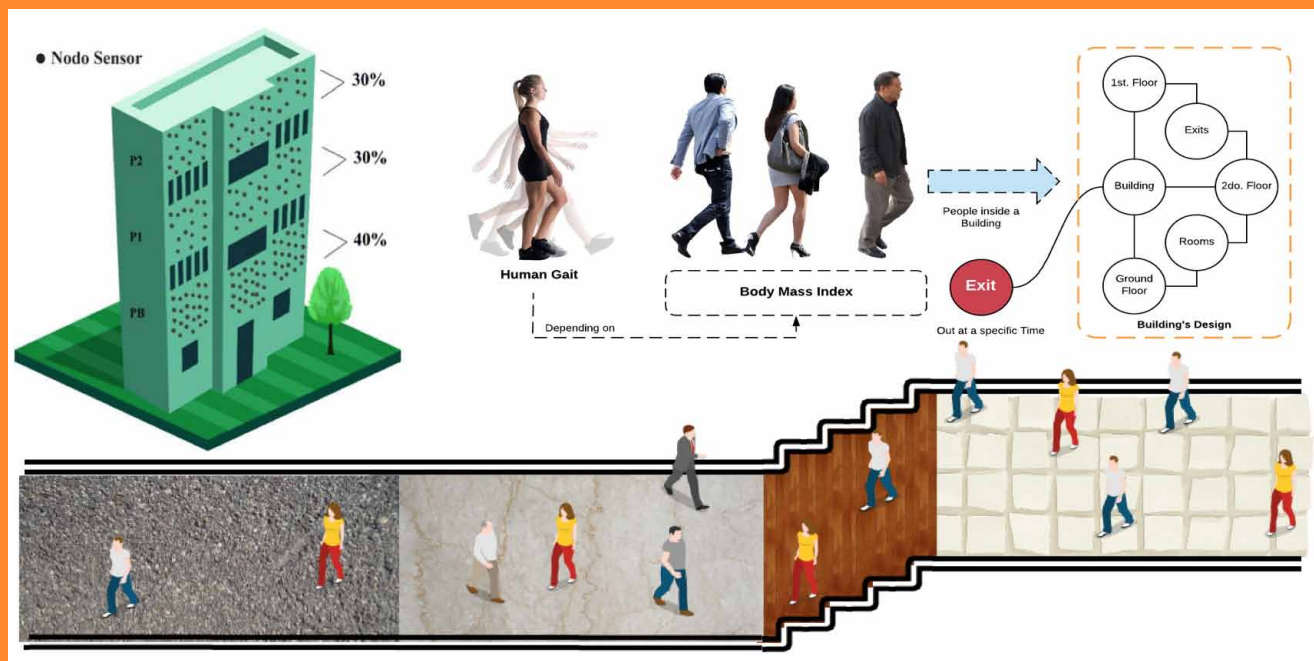 ● Nodo Sensor
30%
30%
40%
P2
P1
PB
Human Gait
Depending on
Body Mass Index
People inside a
Building
Exit
Out at a specific Time
1st. Floor
Exits
Building
2do. Floor
Rooms
Ground
Floor
Building's Design